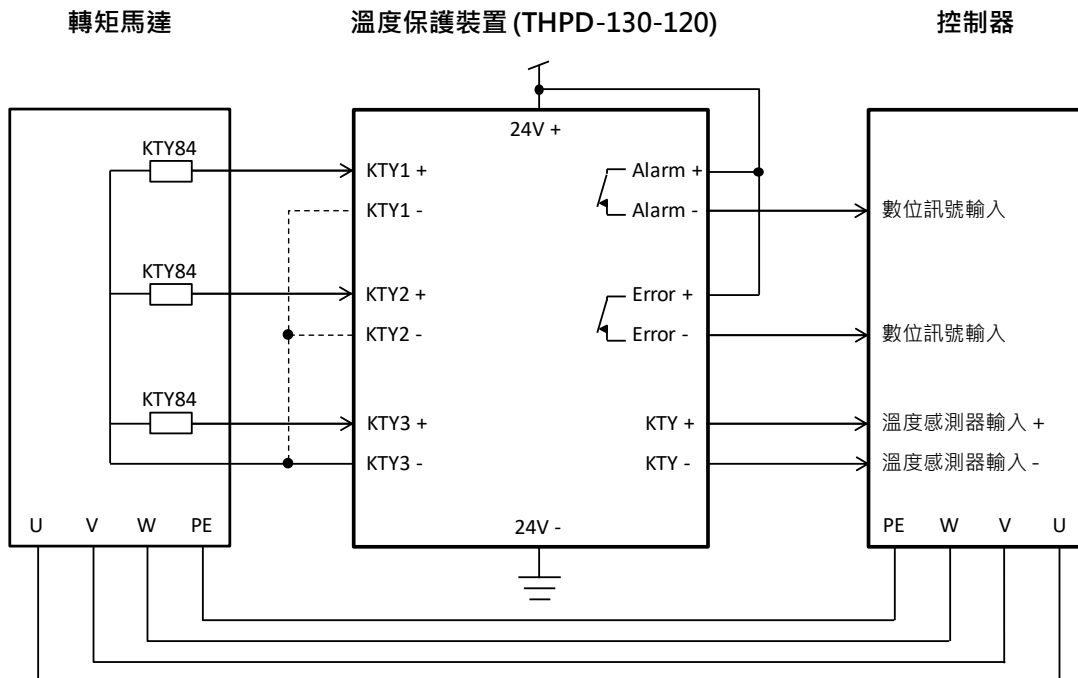 轉矩馬達
溫度保護裝置 (THPD-130-120)
控制器
24V +
KTY84
KTY1 +
KTY1 -
Alarm +
Alarm -
數位訊號輸入
KTY84
KTY2 +
KTY2 -
Error +
Error -
數位訊號輸入
KTY84
KTY3 +
KTY3 -
KTY +
KTY -
溫度感測器輸入 +
溫度感測器輸入 -
U V W PE
24V -
PE W V U